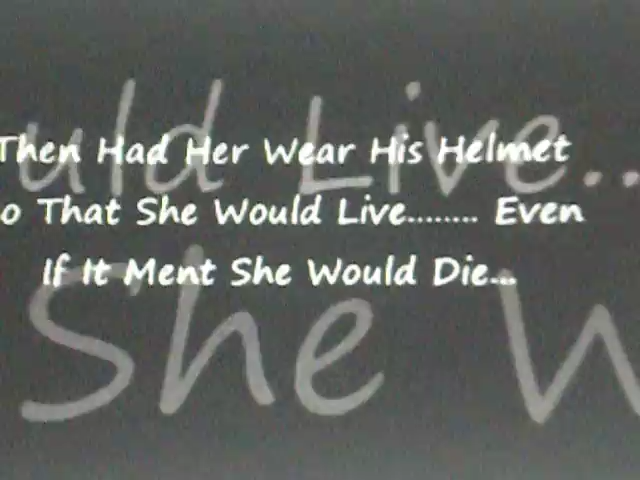 Then Had Her Wear His Helmet
o That She Would Live........ Even
If It Ment She Would Die...
uld Live..
She W